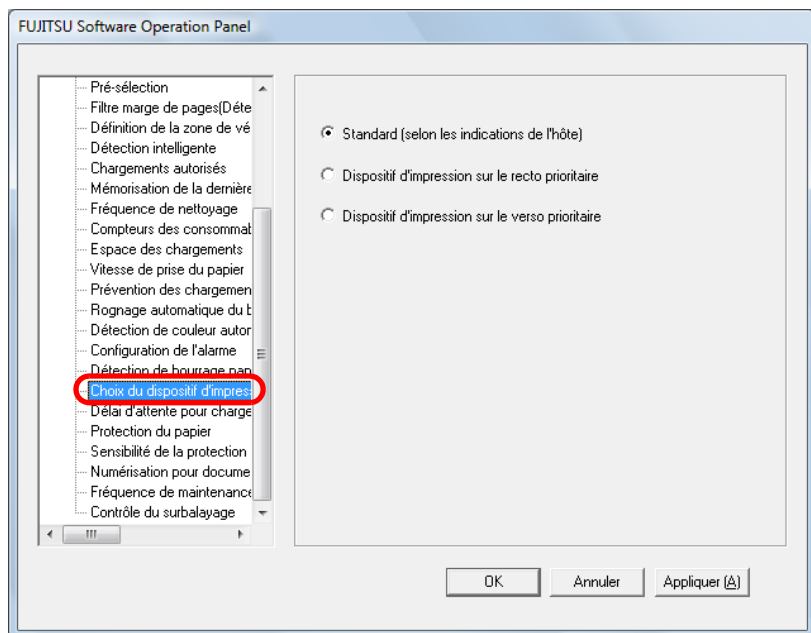 FUJITSU Software Operation Panel
Pré-sélection
Filtre marge de pages(Déte
Définition de la zone de vé
Détection intelligente
Chargements autorisés
Mémorisation de la dernière
Fréquence de nettoyage
Compteurs des consommat
Espace des chargements
Vitesse de prise du papier
Prévention des chargemen
Rognage automatique du b
Détection de couleur autor
Configuration de l'alarme
Détection de bourrage pap
Choix du dispositif d'impres
Délai d'attente pour charge
Protection du papier
Sensibilité de la protection
Numérisation pour docume
Fréquence de maintenance
Contrôle du surbalayage
Standard (selon les indications de l'hôte)
Dispositif d'impression sur le recto prioritaire
Dispositif d'impression sur le verso prioritaire
OK Annuler Appliquer (A)